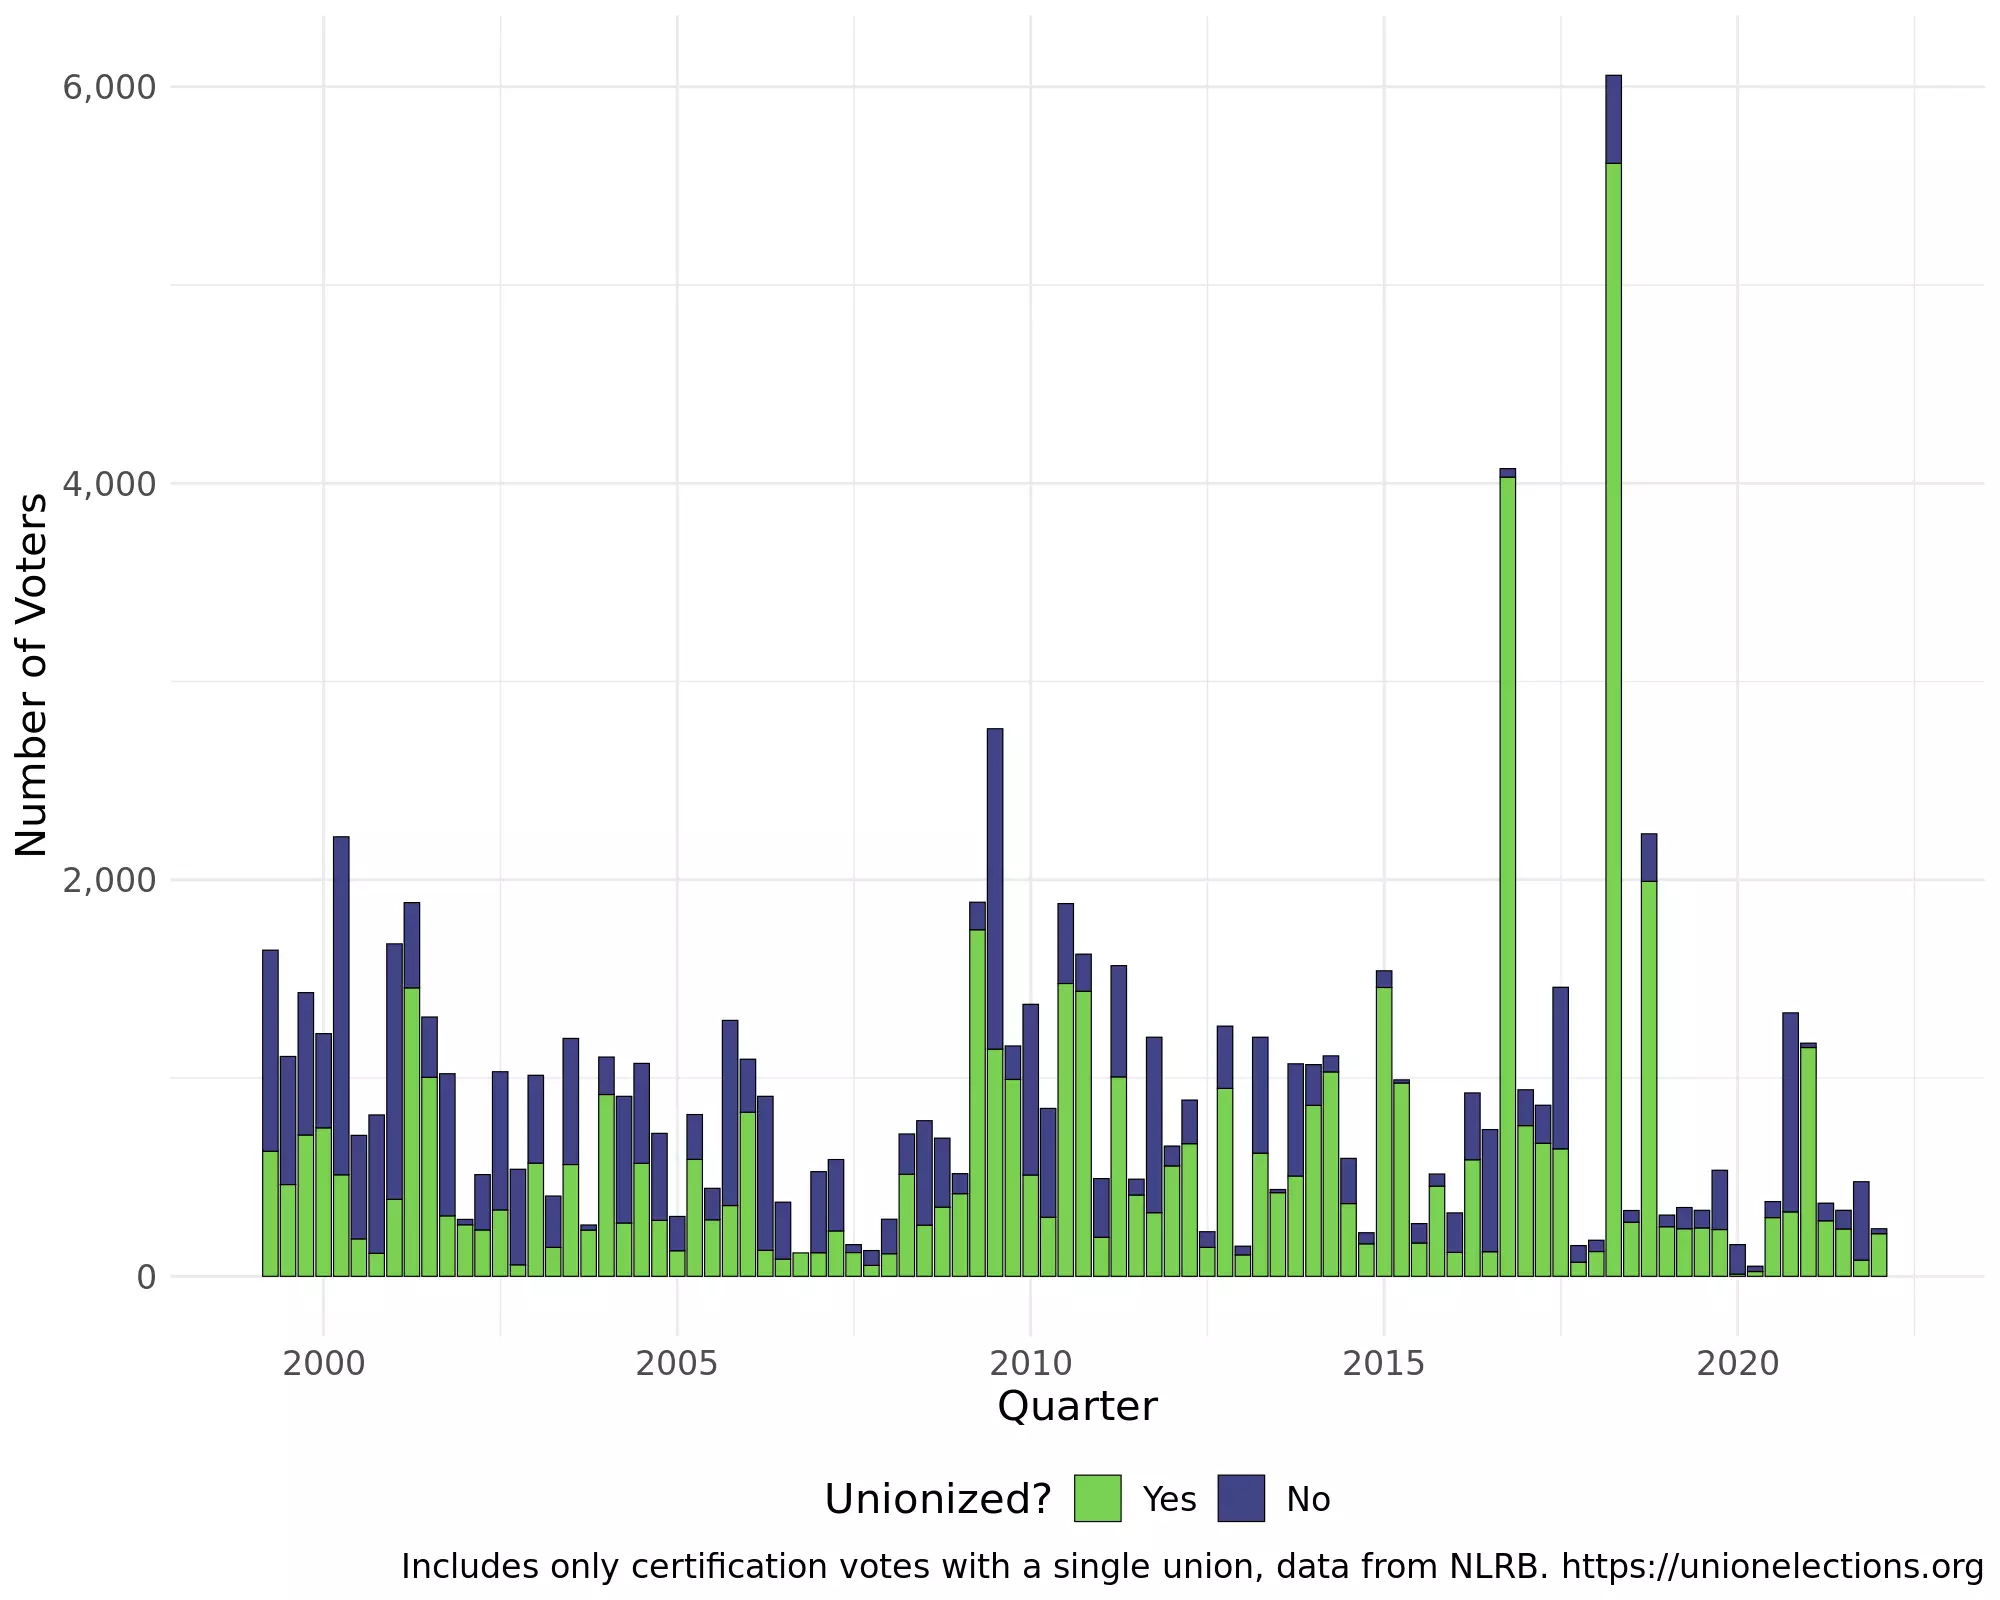 6,000
4,000
2,000
0
Number of Voters
2000 2005 2010 2015 2020
Quarter
Unionized? Yes No
Includes only certification votes with a single union, data from NLRB. https://unionelections.org